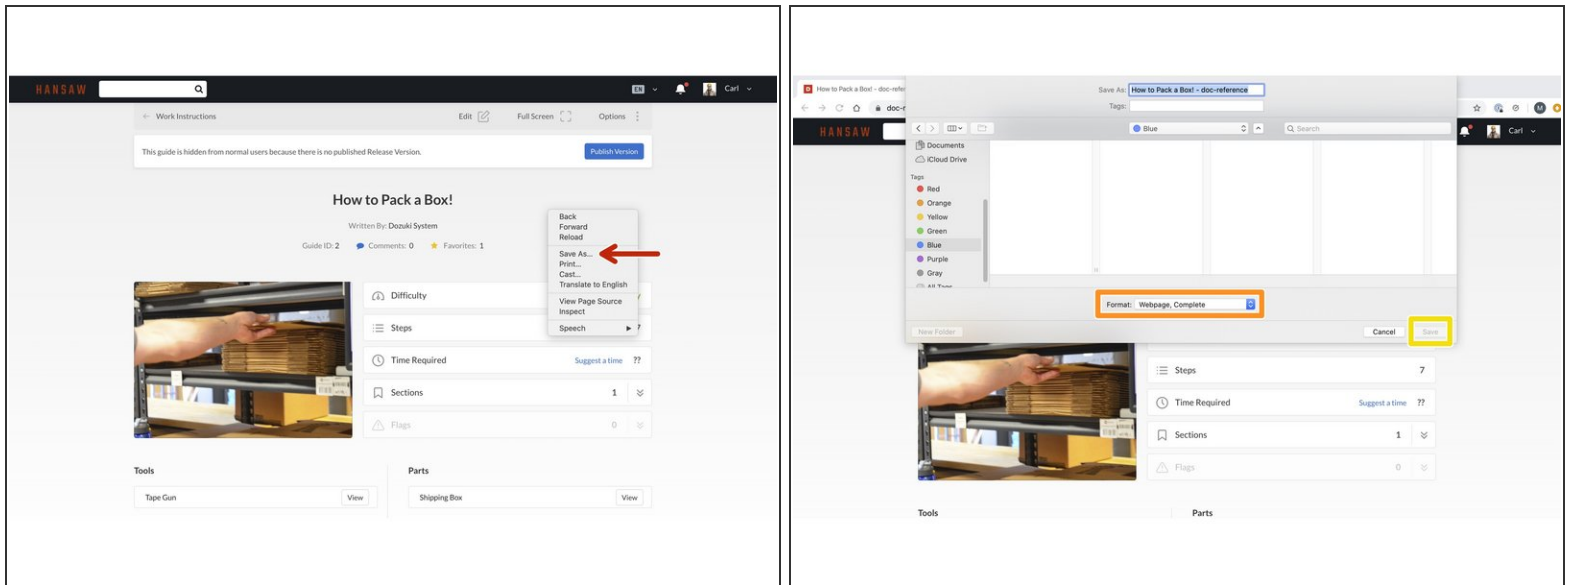 HANSAW
EN
Carl
Work Instructions
Edit
Full Screen
Options
This guide is hidden from normal users because there is no published Release Version.
Publish Version
How to Pack a Box!
Written By: Dozuki System
Guide ID: 2 Comments: 0 Favorites: 1
Back
Forward
Reload
Save As...
Print...
Cast...
Translate to English
View Page Source
Inspect
Speech
Difficulty
Steps 7
Time Required Suggest a time ??
Sections 1
Flags 0
Tools
Tape Gun View
Parts
Shipping Box View
How to Pack a Box! - doc-refer
doc-r
M
HANSAW
Carl
Save As: How to Pack a Box! - doc-reference
Tags:
Blue
Search
Documents
iCloud Drive
Tags
Red
Orange
Yellow
Green
Blue
Purple
Gray
All Tags
Format: Webpage, Complete
New Folder
Cancel
Save
Steps 7
Time Required Suggest a time ??
Sections 1
Flags 0
Tools
Parts